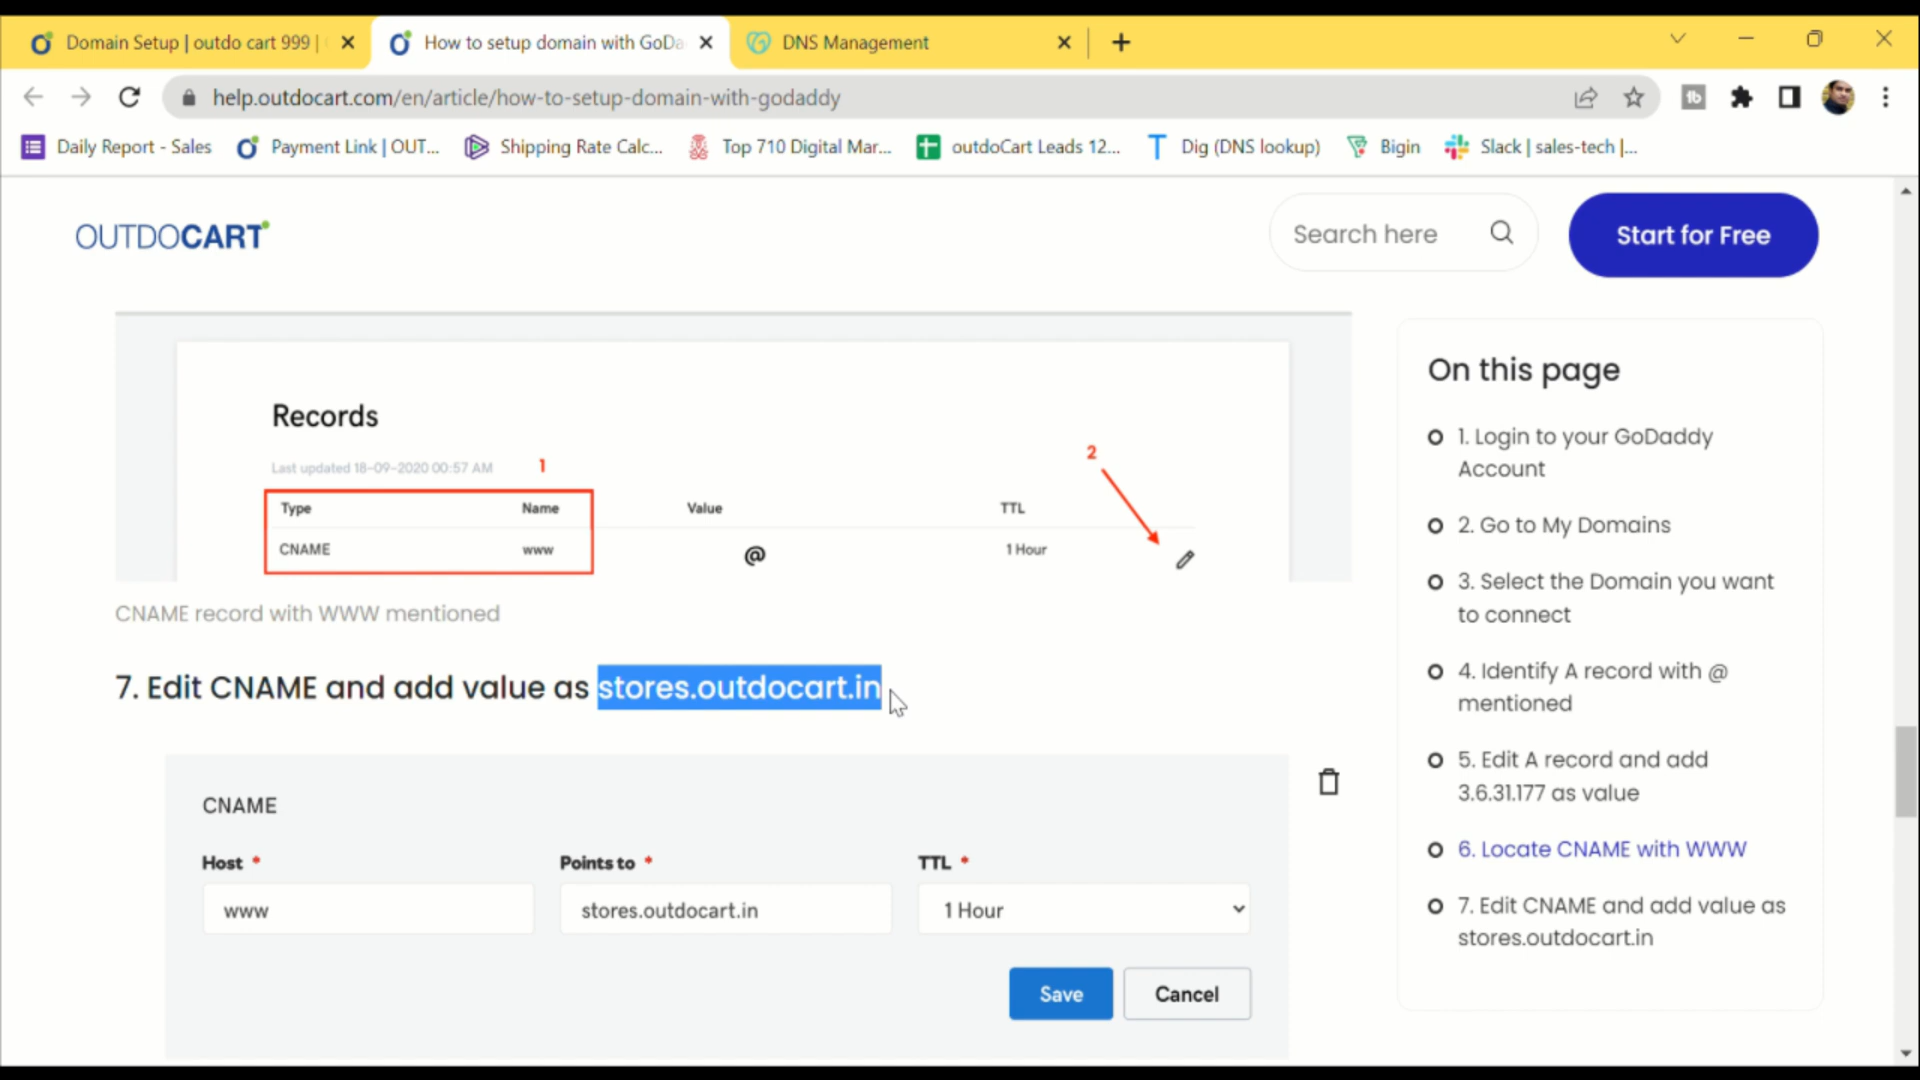 Domain Setup | outdo cart 999 |
How to setup domain with GoDa
DNS Management
help.outdocart.com/en/article/how-to-setup-domain-with-godaddy
Daily Report - Sales
Payment Link | OUT...
Shipping Rate Calc...
Top 710 Digital Mar...
outdoCart Leads 12...
Dig (DNS lookup)
Bigin
Slack | sales-tech |...
OUTDOCART
Search here
Start for Free
Records
Last updated 18-09-2020 00:57 AM
1
2
Type Name Value TTL
CNAME www @ 1 Hour
CNAME record with WWW mentioned
7. Edit CNAME and add value as stores.outdocart.in
CNAME
Host * Points to * TTL *
www stores.outdocart.in 1 Hour
Save Cancel
On this page
1. Login to your GoDaddy
Account
2. Go to My Domains
3. Select the Domain you want
to connect
4. Identify A record with @
mentioned
5. Edit A record and add
3.6.31.177 as value
6. Locate CNAME with WWW
7. Edit CNAME and add value as
stores.outdocart.in